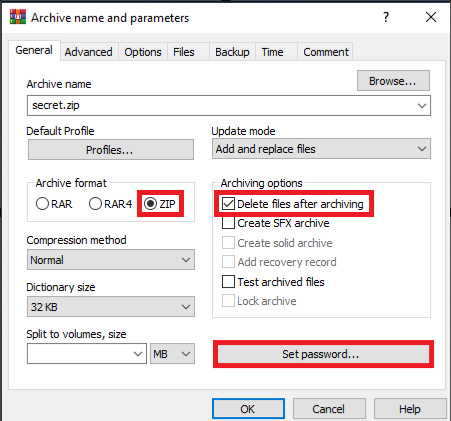 Archive name and parameters
General Advanced Options Files Backup Time Comment
Archive name
Browse...
secret.zip
Default Profile
Update mode
Profiles...
Add and replace files
Archive format
Archiving options
RAR RAR4 ZIP
Delete files after archiving
Create SFX archive
Compression method
Create solid archive
Normal
Add recovery record
Dictionary size
Test archived files
32 KB
Lock archive
Split to volumes, size
MB
Set password...
OK Cancel Help